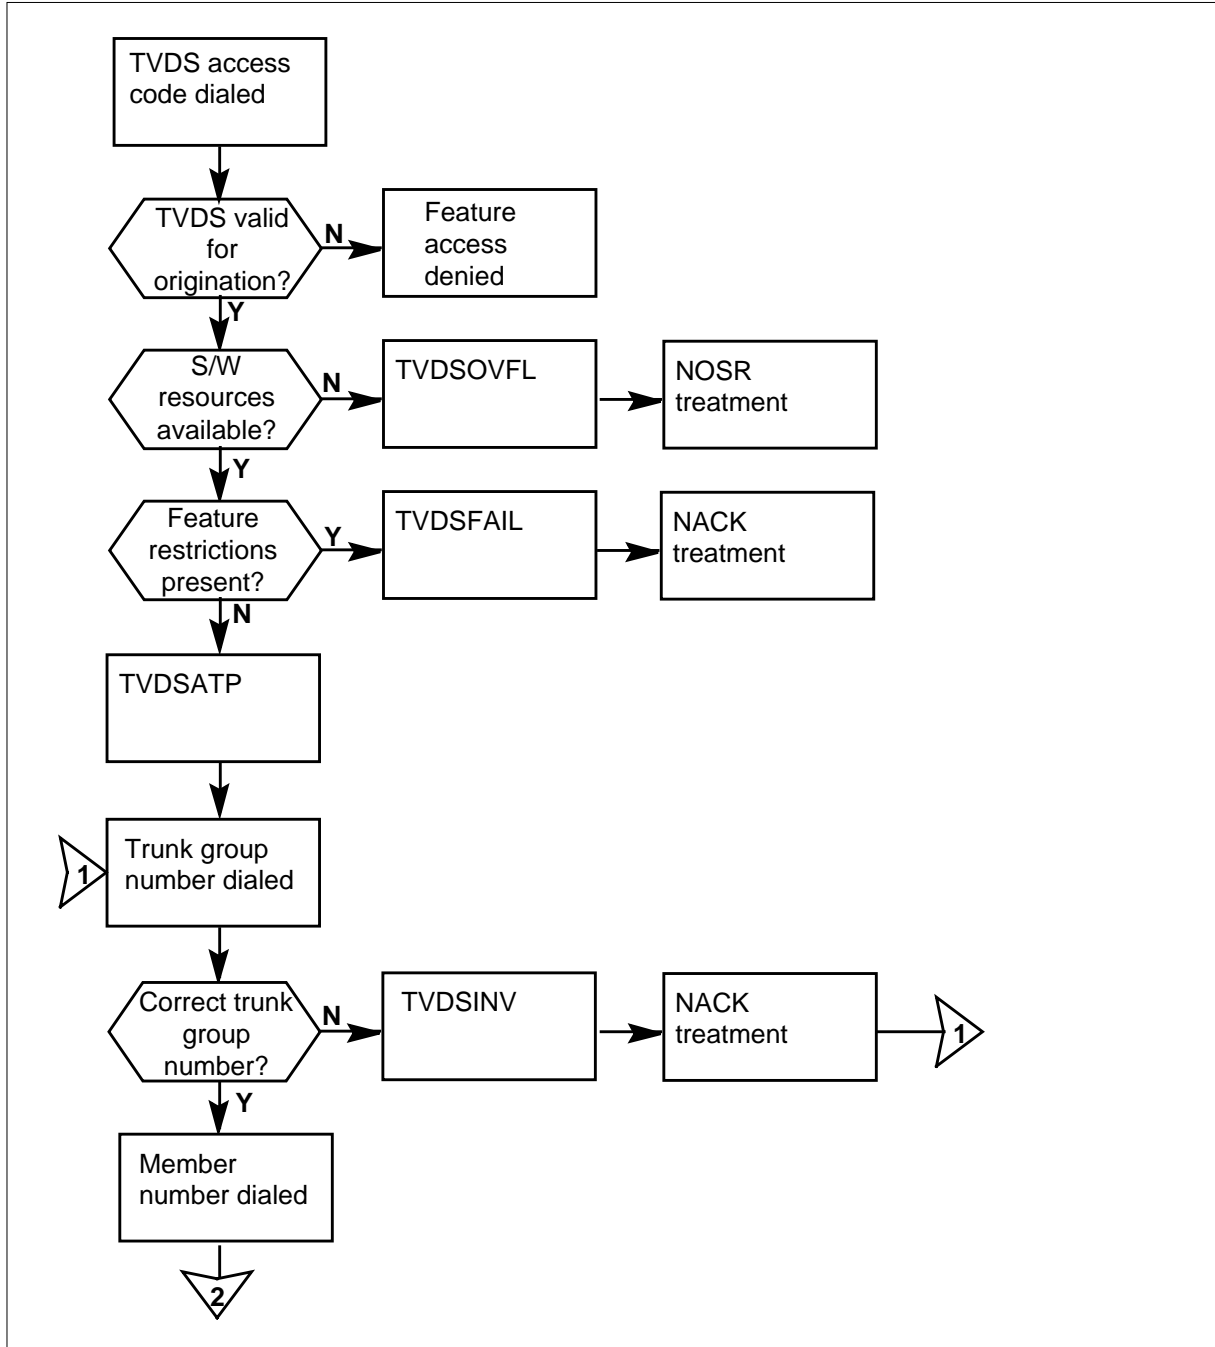 TVDS access
code dialed
TVDS valid
for
origination?
N
Feature
access
denied
Y
S/W
resources
available?
N
TVDSOVFL
NOSR
treatment
Y
Feature
restrictions
present?
Y
TVDSFAIL
NACK
treatment
N
TVDSATP
1
Trunk group
number dialed
Correct trunk
group
number?
N
TVDSINV
NACK
treatment
1
Y
Member
number dialed
2